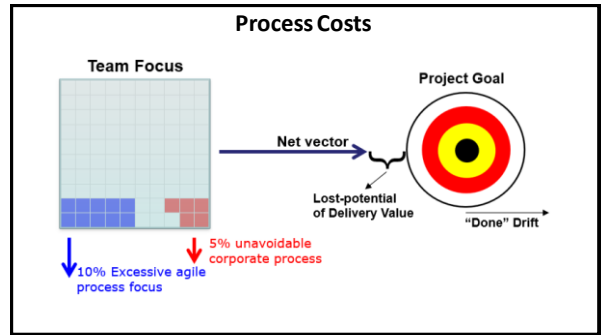 Process Costs
Team Focus
Project Goal
Net vector
Lost-potential
of Delivery Value
“Done” Drift
5% unavoidable
corporate process
10% Excessive agile
process focus